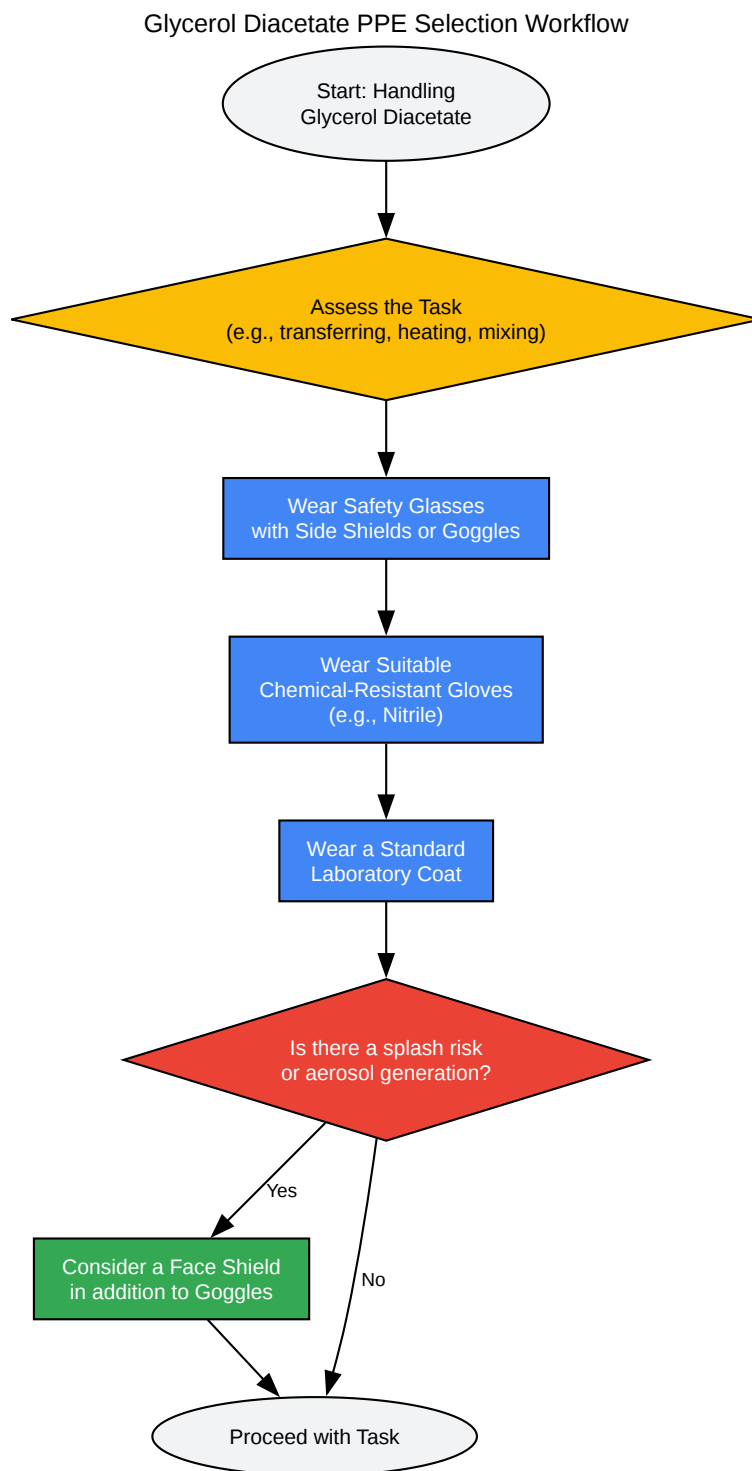 Glycerol Diacetate PPE Selection Workflow
Start: Handling
Glycerol Diacetate
Assess the Task
(e.g., transferring, heating, mixing)
Wear Safety Glasses
with Side Shields or Goggles
Wear Suitable
Chemical-Resistant Gloves
(e.g., Nitrile)
Wear a Standard
Laboratory Coat
Is there a splash risk
or aerosol generation?
Yes
Consider a Face Shield
in addition to Goggles
No
Proceed with Task